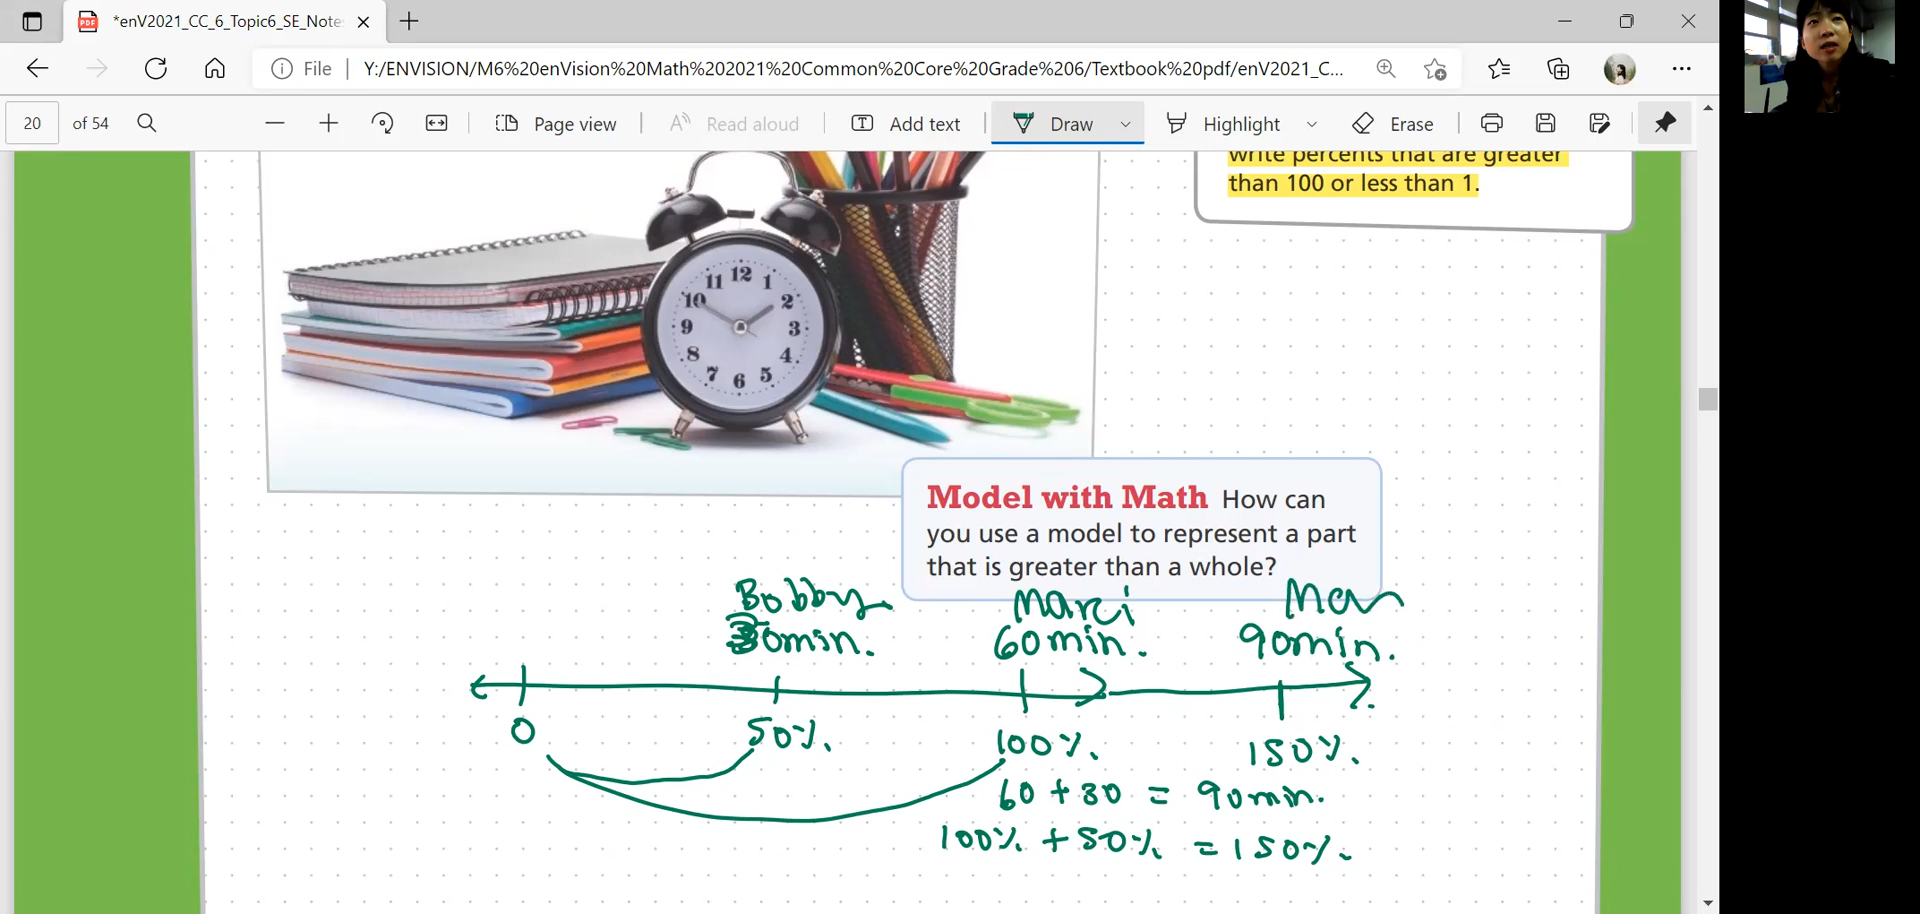 *enV2021_CC_6_Topic6_SE_Note
File
Y:/ENVISION/M6%20enVision%20Math%202021%20Common%20Core%20Grade%206/Textbook%20pdf/enV2021_C...
20 of 54
Page view
Read aloud
Add text
Draw
Highlight
Erase
write percents that are greater
than 100 or less than 1.
11 12 1
10 2
9 3
8 4
7 6 5
Model with Math How can
you use a model to represent a part
that is greater than a whole?
Bobby Marci
30min. 60min. 90min.
0 50% 100% 150%
60 + 30 = 90min.
100% + 50% = 150%